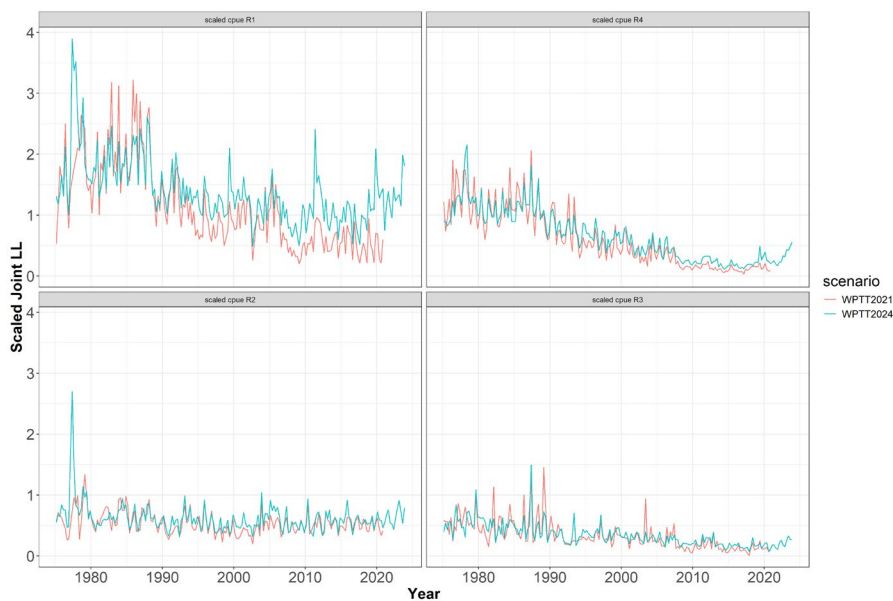 scaled cpue R1
scaled cpue R4
4
3
2
1
0
scaled cpue R2
scaled cpue R3
4
3
2
1
0
1980 1990 2000 2010 2020 1980 1990 2000 2010 2020
Year
Scaled Joint LL
scenario
WPTT2021
WPTT2024